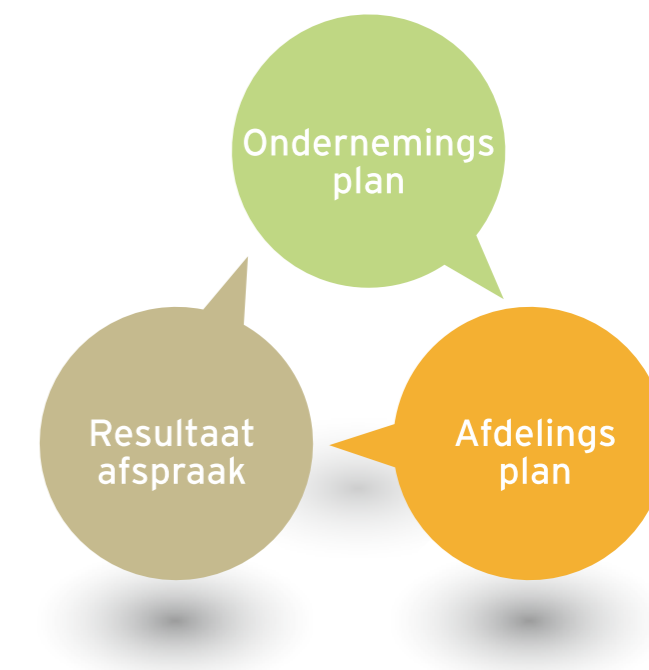 Ondernemings
plan
Resultaat
afspraak
Afdelings
plan